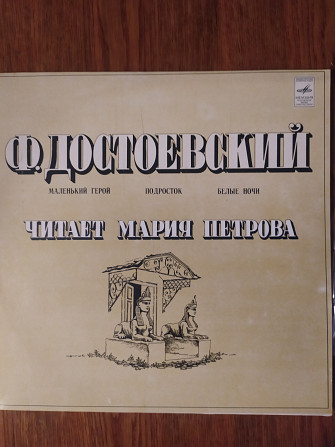 Ф. ДОСТОЕВСКИЙ
МАЛЕНЬКИЙ ГЕРОЙ ПОДРОСТОК БЕЛЫЕ НОЧИ
ЧИТАЕТ МАРИЯ ПЕТРОВА